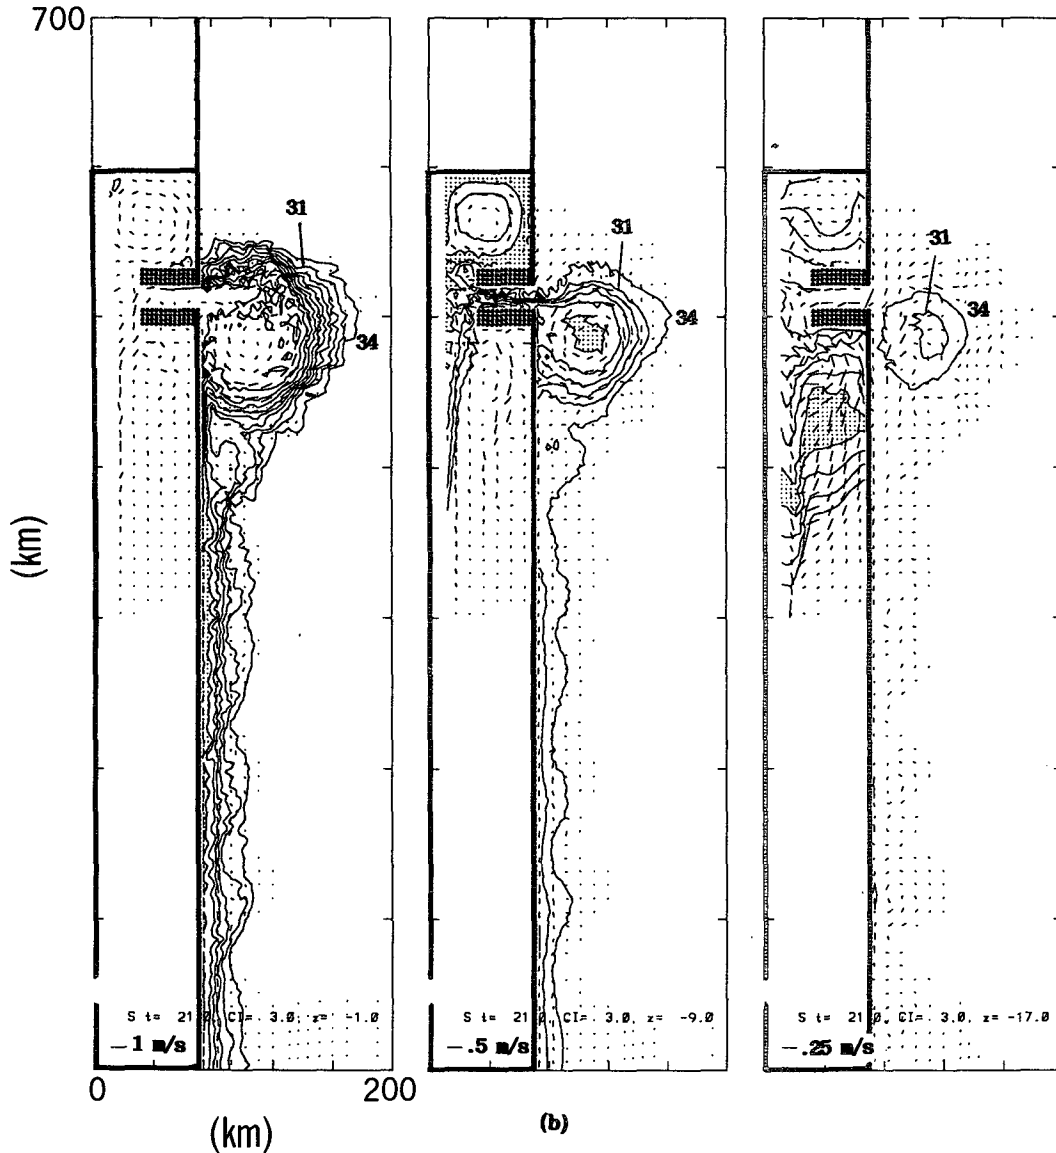 700
31
34
31
34
31
34
(km)
S t= 21.0, CI= 3.0, z= -1.0
S t= 21.0, CI= 3.0, z= -9.0
S t= 21.0, CI= 3.0, z= -17.0
— 1 m/s
— .5 m/s
— .25 m/s
0
200
(km)
(b)